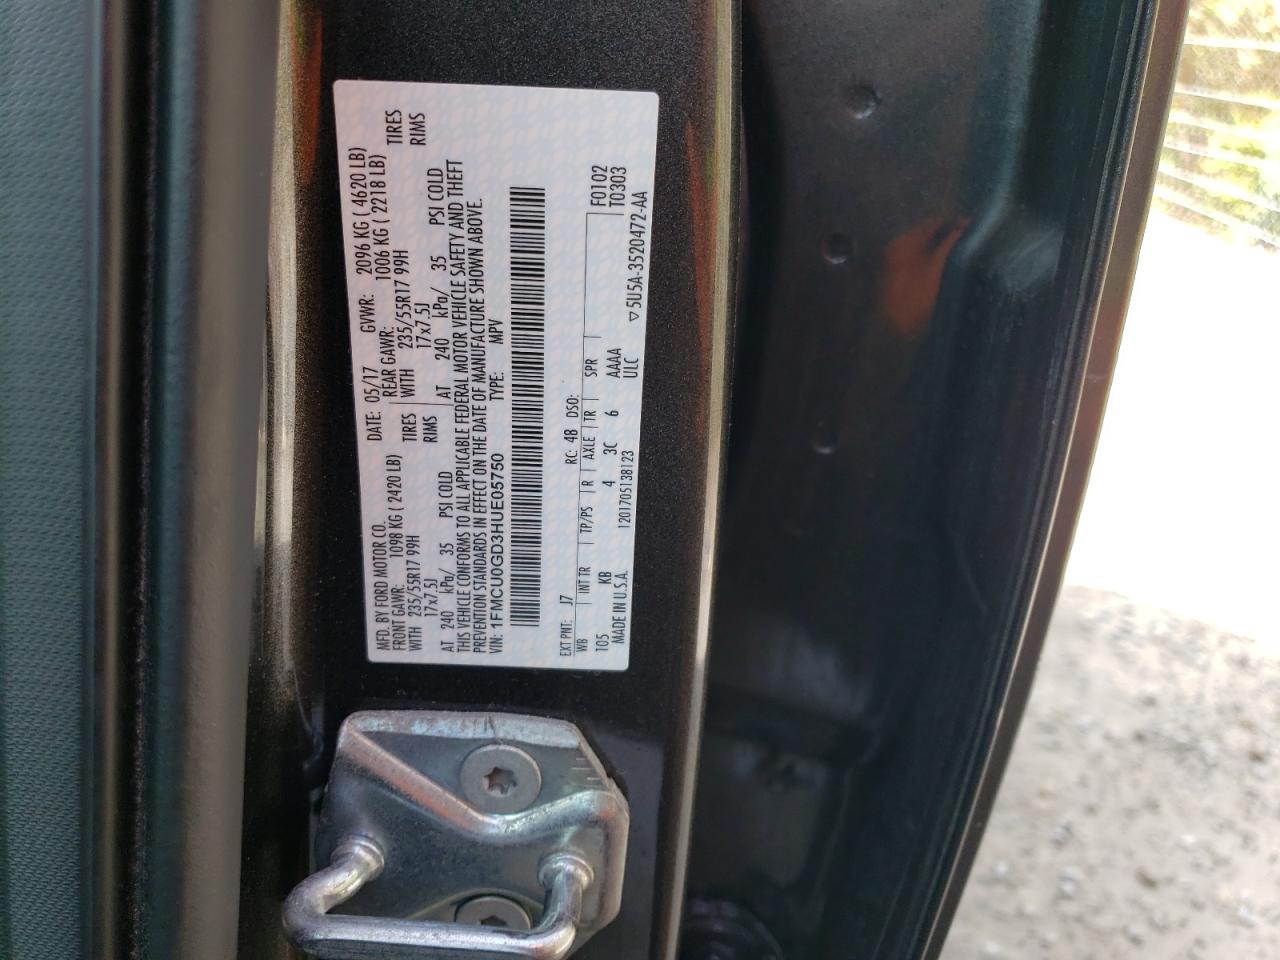 MFD. BY FORD MOTOR CO. DATE: 05/17 GVWR: 2096 KG ( 4620 LB)
FRONT GAWR: 1098 KG ( 2420 LB) REAR GAWR: 1006 KG ( 2218 LB)
WITH 235/55R17 99H TIRES WITH 235/55R17 99H TIRES
17x7.5J RIMS 17x7.5J RIMS
AT 240 kPa/ 35 PSI COLD AT 240 kPa/ 35 PSI COLD
THIS VEHICLE CONFORMS TO ALL APPLICABLE FEDERAL MOTOR VEHICLE SAFETY AND THEFT
PREVENTION STANDARDS IN EFFECT ON THE DATE OF MANUFACTURE SHOWN ABOVE.
VIN: 1FMCU0GD3HUE05750 TYPE: MPV
EXT PNT: J7 RC: 4B DSO:
WB INT TR TP/PS R AXLE TR SPR F0102
105 KB 4 3C 6 AAAA T0303
MADE IN U.S.A. 1201705138123 ULC ▽5U5A-3520472-AA